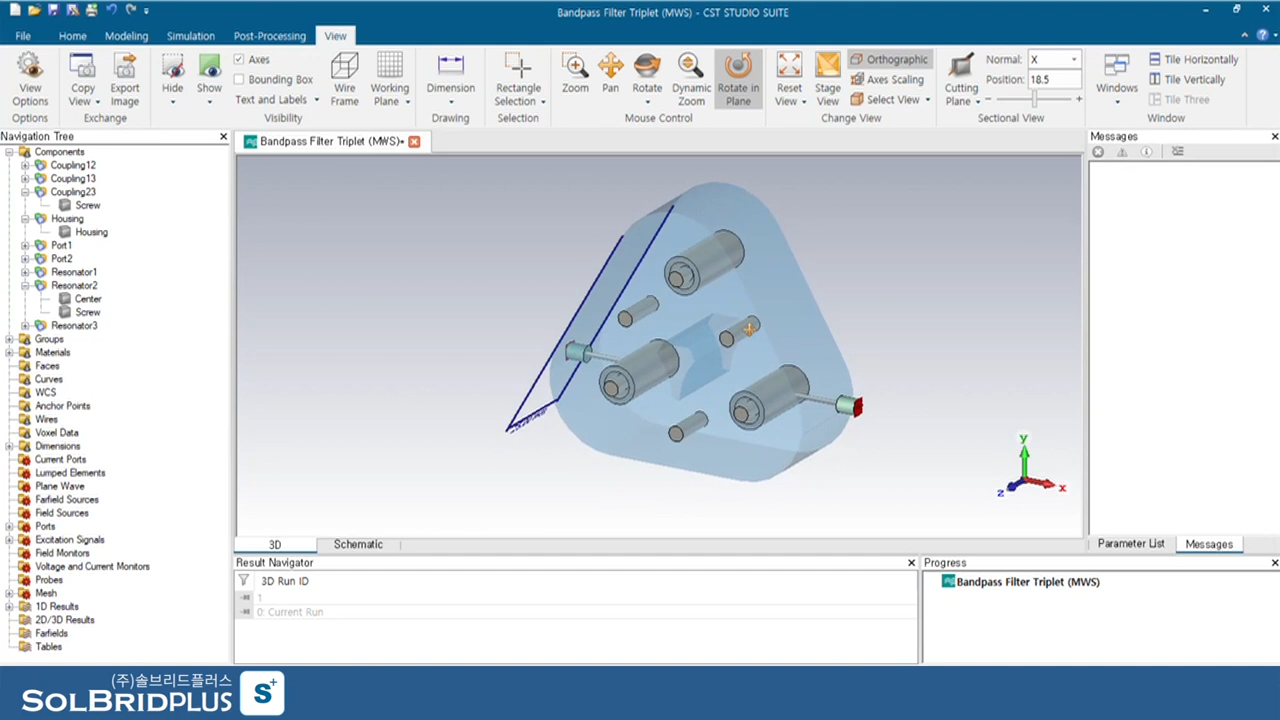 Bandpass Filter Triplet (MWS) - CST STUDIO SUITE
File Home Modeling Simulation Post-Processing View
View Options
Options
Copy View
Export Image
Exchange
Hide
Show
Axes
Bounding Box
Text and Labels
Visibility
Wire Frame
Working Plane
Dimension
Drawing
Rectangle Selection
Selection
Zoom
Pan
Rotate
Dynamic Zoom
Rotate in Plane
Mouse Control
Reset View
Stage View
Orthographic
Axes Scaling
Select View
Change View
Cutting Plane
Normal: X
Position: 18.5
Sectional View
Windows
Tile Horizontally
Tile Vertically
Tile Three
Window
Navigation Tree
Components
Coupling12
Coupling13
Coupling23
Screw
Housing
Housing
Port1
Port2
Resonator1
Resonator2
Center
Screw
Resonator3
Groups
Materials
Faces
Curves
WCS
Anchor Points
Wires
Voxel Data
Dimensions
Current Ports
Lumped Elements
Plane Wave
Farfield Sources
Field Sources
Ports
Excitation Signals
Field Monitors
Voltage and Current Monitors
Probes
Mesh
1D Results
2D/3D Results
Farfields
Tables
Bandpass Filter Triplet (MWS)*
y
z
x
3D Schematic
Result Navigator
3D Run ID
1
0: Current Run
Messages
Parameter List Messages
Progress
Bandpass Filter Triplet (MWS)
(주)솔브리드플러스
SOLBRIDPLUS
S+